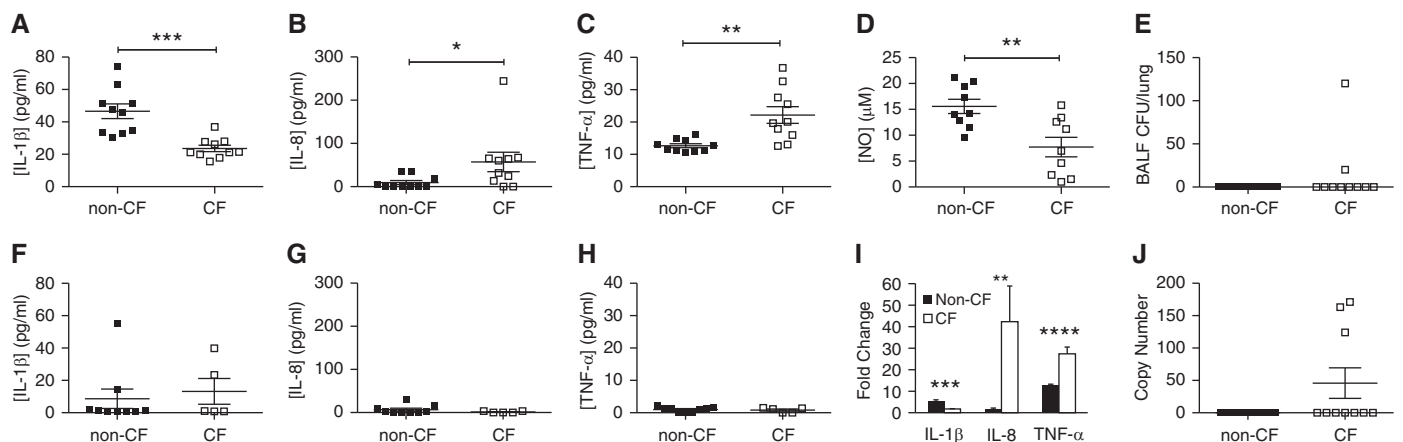 A
***
[IL-1β] (pg/ml)
80
60
40
20
0
non-CF CF
B
*
[IL-8] (pg/ml)
300
200
100
0
non-CF CF
C
**
[TNF-α] (pg/ml)
40
30
20
10
0
non-CF CF
D
**
[NO] (μM)
25
20
15
10
5
0
non-CF CF
E
BALF CFU/lung
150
100
50
0
non-CF CF
F
[IL-1β] (pg/ml)
80
60
40
20
0
non-CF CF
G
[IL-8] (pg/ml)
300
200
100
0
non-CF CF
H
[TNF-α] (pg/ml)
40
30
20
10
0
non-CF CF
I
Fold Change
60
50
40
30
20
10
0
Non-CF
CF
***
**
****
IL-1β IL-8 TNF-α
J
Copy Number
200
150
100
50
0
non-CF CF